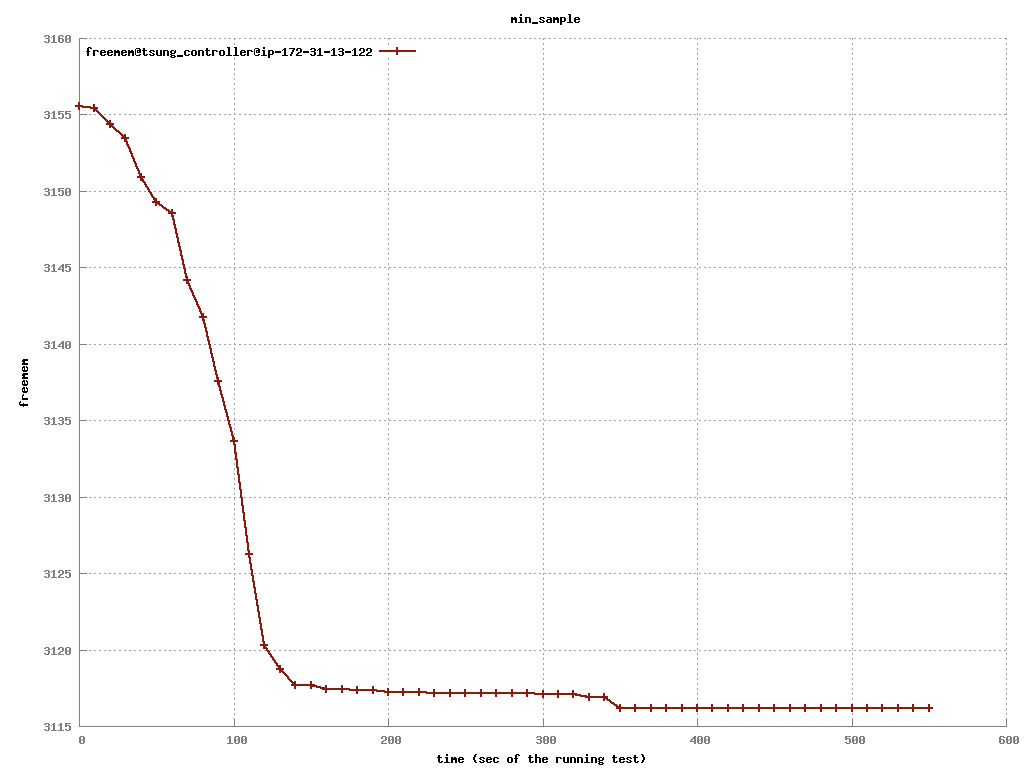 min_sample
freemem@tsung_controller@ip-172-31-13-122
3160
3155
3150
3145
3140
3135
3130
3125
3120
3115
freemem
0 100 200 300 400 500 600
time (sec of the running test)